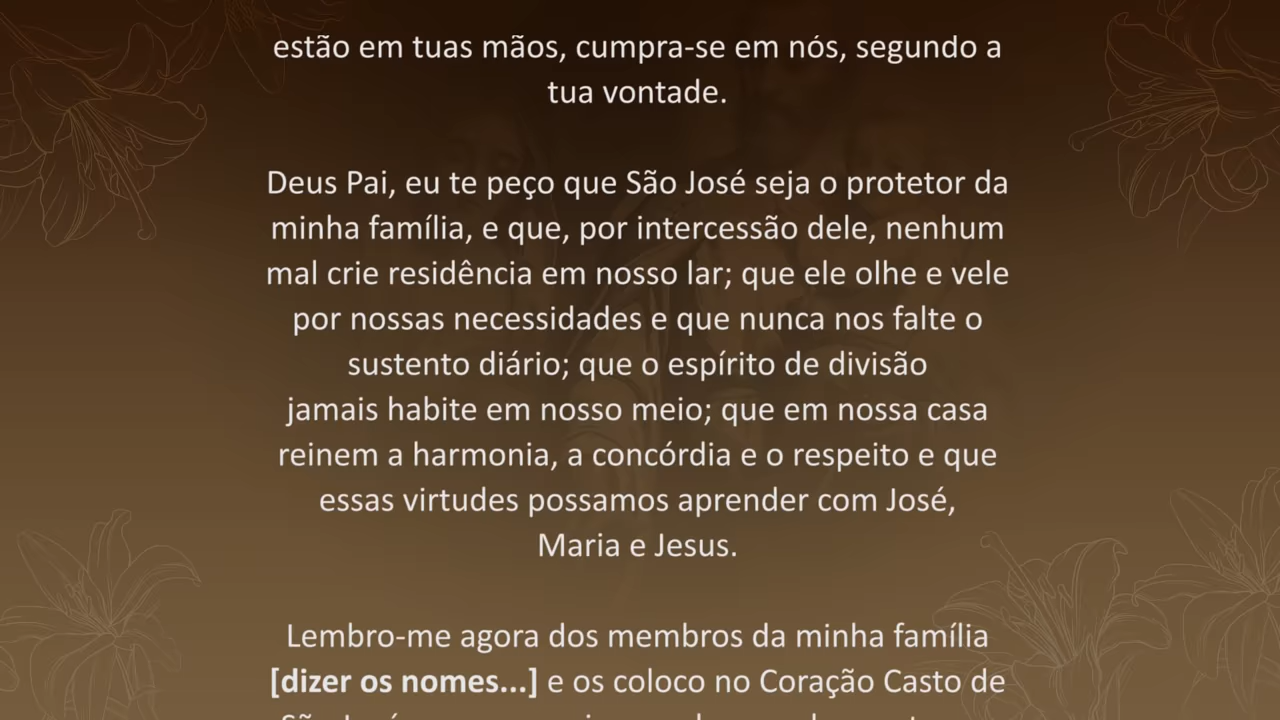 estão em tuas mãos, cumpra-se em nós, segundo a
tua vontade.
Deus Pai, eu te peço que São José seja o protetor da
minha família, e que, por intercessão dele, nenhum
mal crie residência em nosso lar; que ele olhe e vele
por nossas necessidades e que nunca nos falte o
sustento diário; que o espírito de divisão
jamais habite em nosso meio; que em nossa casa
reinem a harmonia, a concórdia e o respeito e que
essas virtudes possamos aprender com José,
Maria e Jesus.
Lembro-me agora dos membros da minha família
[dizer os nomes...] e os coloco no Coração Casto de